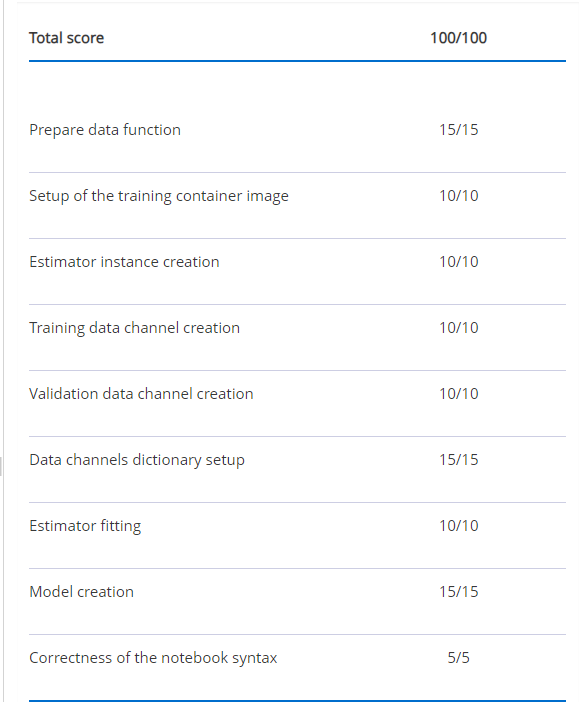 Total score 100/100
Prepare data function 15/15
Setup of the training container image 10/10
Estimator instance creation 10/10
Training data channel creation 10/10
Validation data channel creation 10/10
Data channels dictionary setup 15/15
Estimator fitting 10/10
Model creation 15/15
Correctness of the notebook syntax 5/5